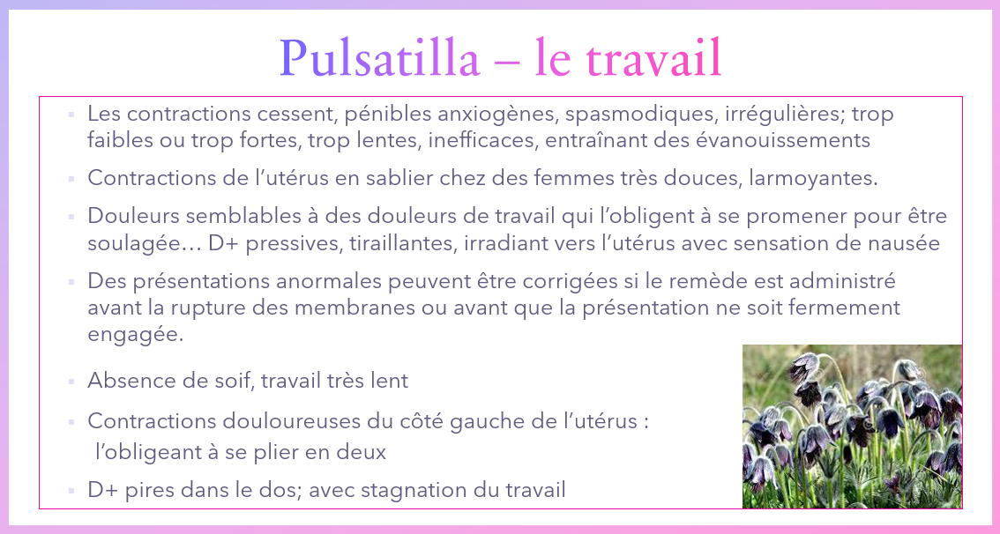 Pulsatilla – le travail
Les contractions cessent, pénibles anxiogènes, spasmodiques, irrégulières; trop
faibles ou trop fortes, trop lentes, inefficaces, entraînant des évanouissements
Contractions de l’utérus en sablier chez des femmes très douces, larmoyantes.
Douleurs semblables à des douleurs de travail qui l’obligent à se promener pour être
soulagée… D+ pressives, tiraillantes, irradiant vers l’utérus avec sensation de nausée
Des présentations anormales peuvent être corrigées si le remède est administré
avant la rupture des membranes ou avant que la présentation ne soit fermement
engagée.
Absence de soif, travail très lent
Contractions douloureuses du côté gauche de l’utérus :
l’obligeant à se plier en deux
D+ pires dans le dos; avec stagnation du travail